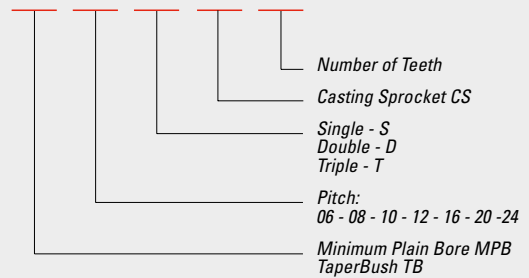 Number of Teeth
Casting Sprocket CS
Single - S
Double - D
Triple - T
Pitch:
06 - 08 - 10 - 12 - 16 - 20 -24
Minimum Plain Bore MPB
TaperBush TB